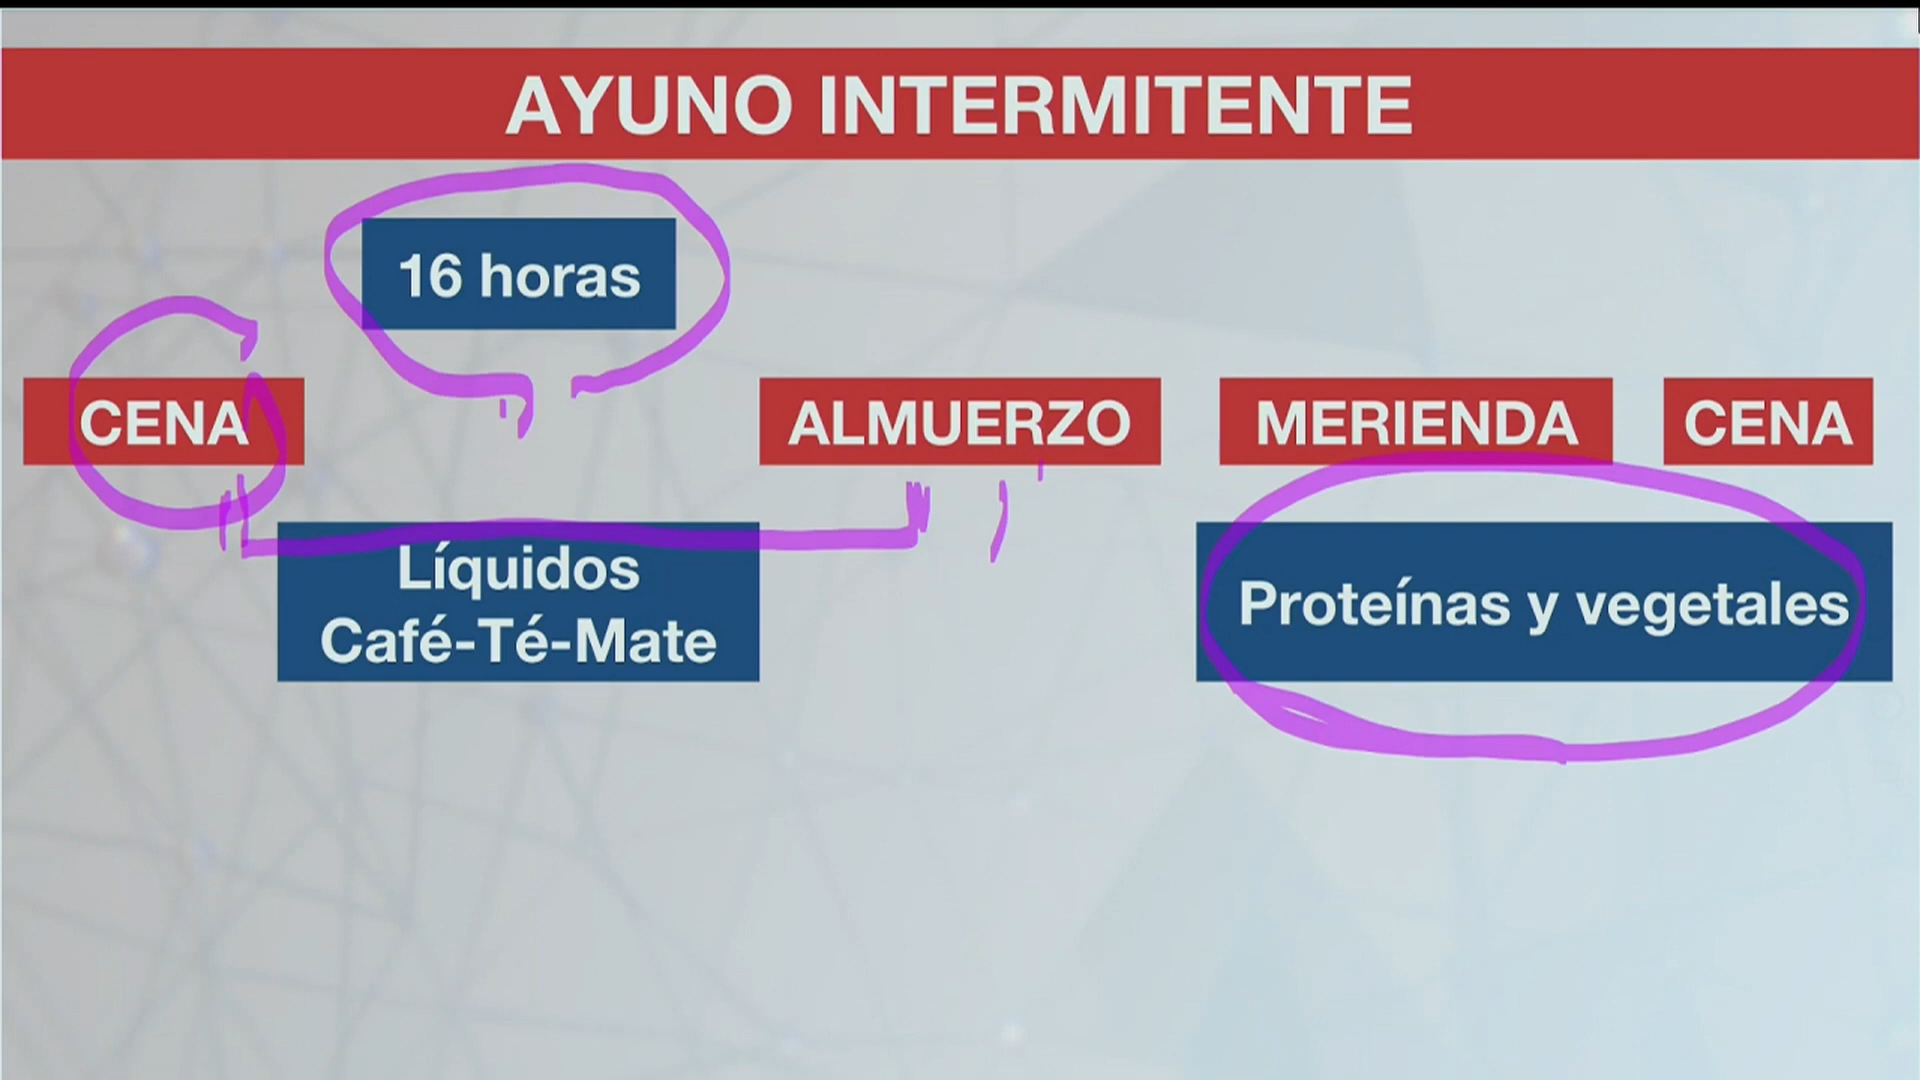 AYUNO INTERMITENTE
16 horas
CENA
ALMUERZO
MERIENDA
CENA
Líquidos
Café-Té-Mate
Proteínas y vegetales